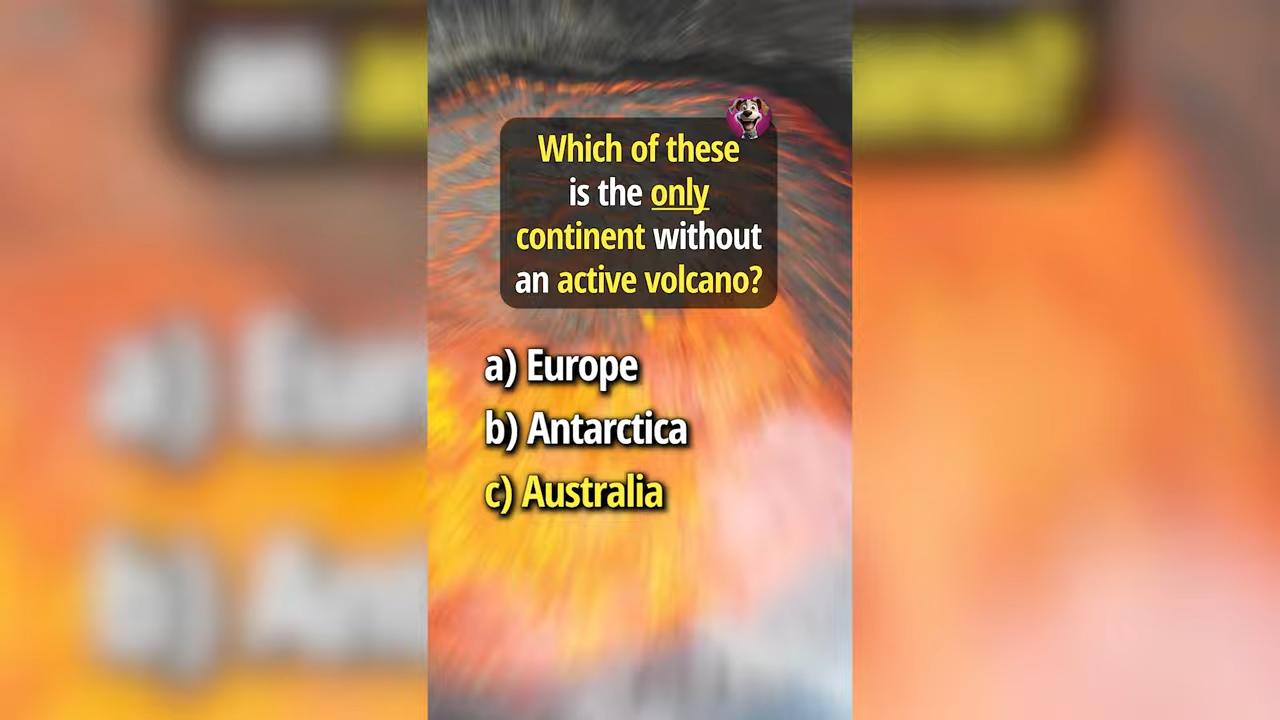 Which of these
is the only
continent without
an active volcano?
a) Europe
b) Antarctica
c) Australia